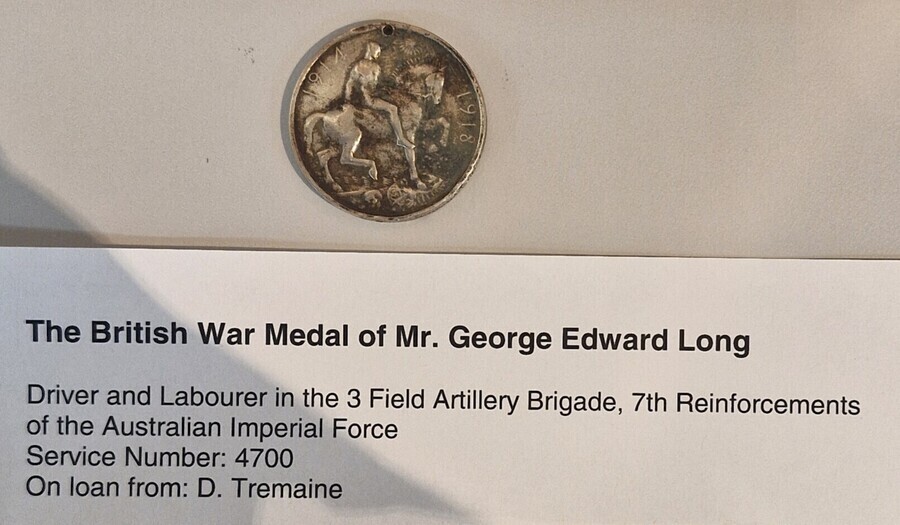 1914 1918
The British War Medal of Mr. George Edward Long
Driver and Labourer in the 3 Field Artillery Brigade, 7th Reinforcements
of the Australian Imperial Force
Service Number: 4700
On loan from: D. Tremaine